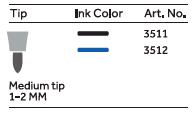 Tip Ink Color Art. No.
3511
3512
Medium tip
1–2 MM